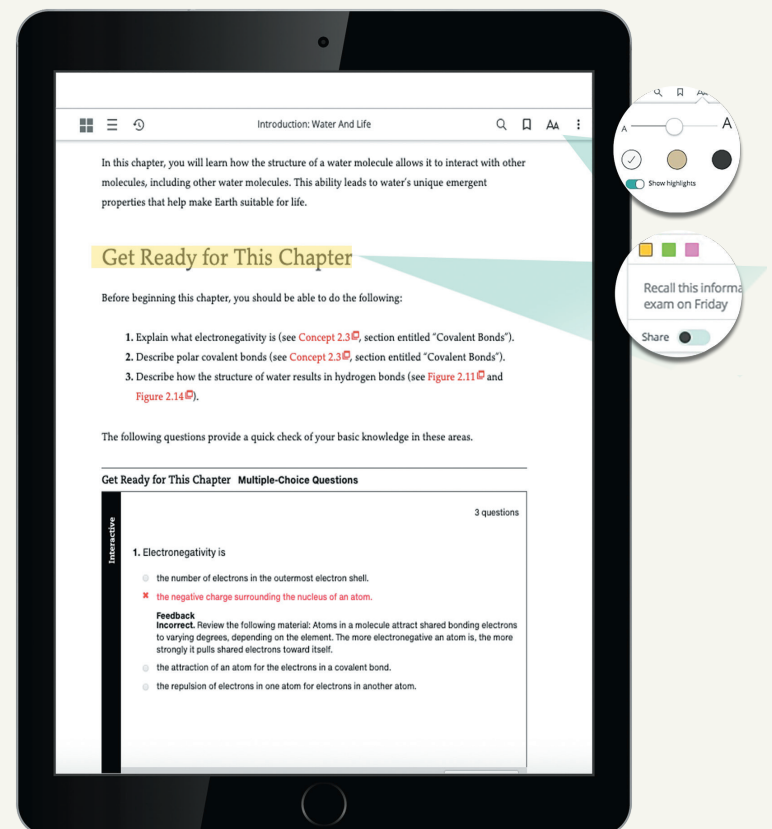 Introduction: Water And Life
AA
In this chapter, you will learn how the structure of a water molecule allows it to interact with other
molecules, including other water molecules. This ability leads to water's unique emergent
properties that help make Earth suitable for life.
Get Ready for This Chapter
Before beginning this chapter, you should be able to do the following:
1. Explain what electronegativity is (see Concept 2.3, section entitled “Covalent Bonds”).
2. Describe polar covalent bonds (see Concept 2.3, section entitled “Covalent Bonds”).
3. Describe how the structure of water results in hydrogen bonds (see Figure 2.11 and
Figure 2.14).
The following questions provide a quick check of your basic knowledge in these areas.
Get Ready for This Chapter Multiple-Choice Questions
Interactive
3 questions
1. Electronegativity is
the number of electrons in the outermost electron shell.
the negative charge surrounding the nucleus of an atom.
Feedback
Incorrect. Review the following material: Atoms in a molecule attract shared bonding electrons
to varying degrees, depending on the element. The more electronegative an atom is, the more
strongly it pulls shared electrons toward itself.
the attraction of an atom for the electrons in a covalent bond.
the repulsion of electrons in one atom for electrons in another atom.
A A
Show highlights
Recall this
exam on Friday
Share